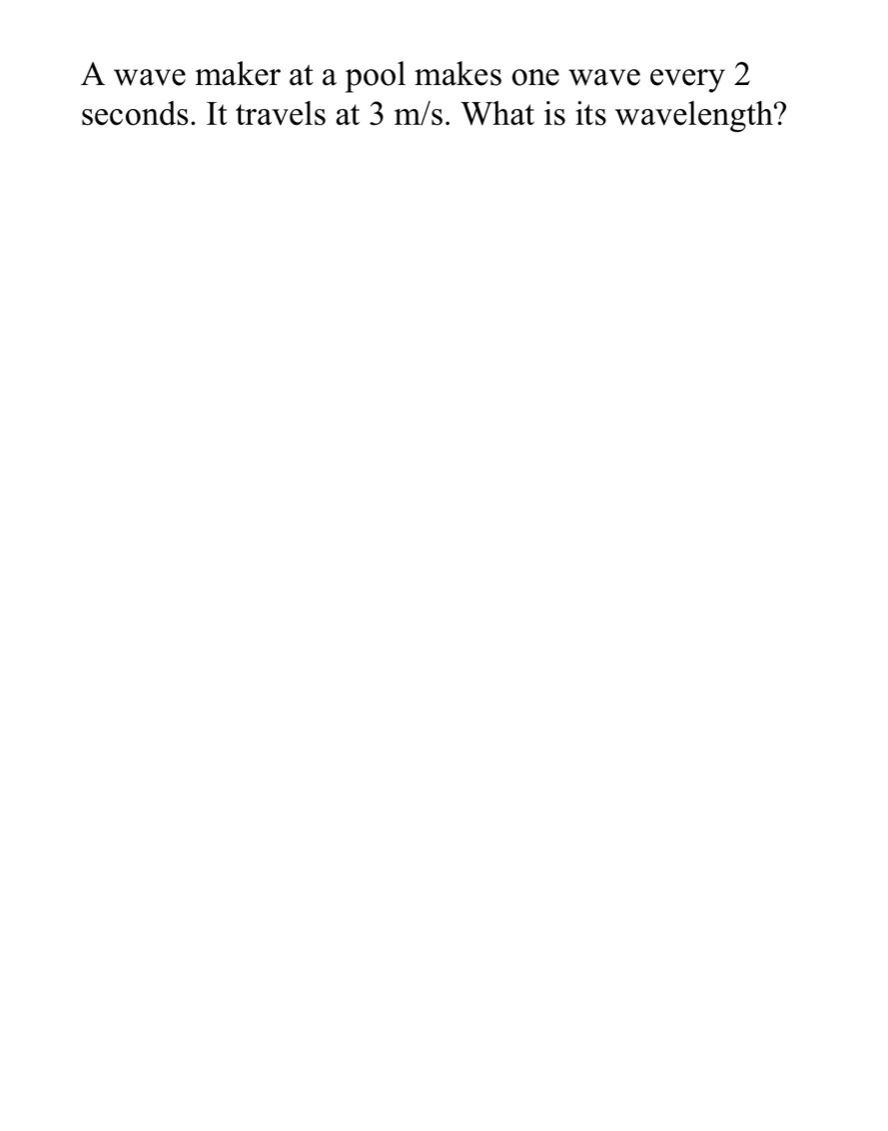 A wave maker at a pool makes one wave every 2
seconds. It travels at 3 m/s. What is its wavelength?